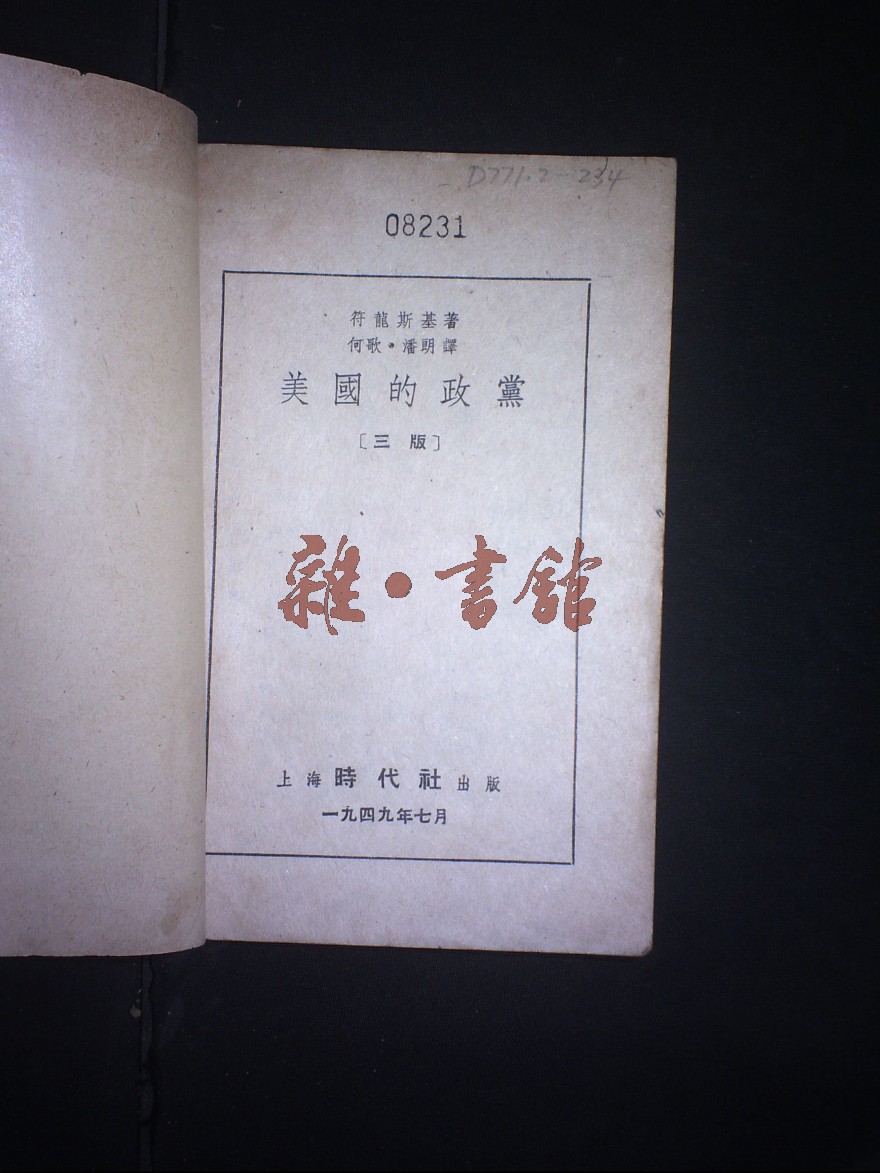 D771.2-234
08231
符龍斯基著
何歌·潘朗譯
美國的政黨
〔三版〕
雜·書館
上海時代社出版
一九四九年七月